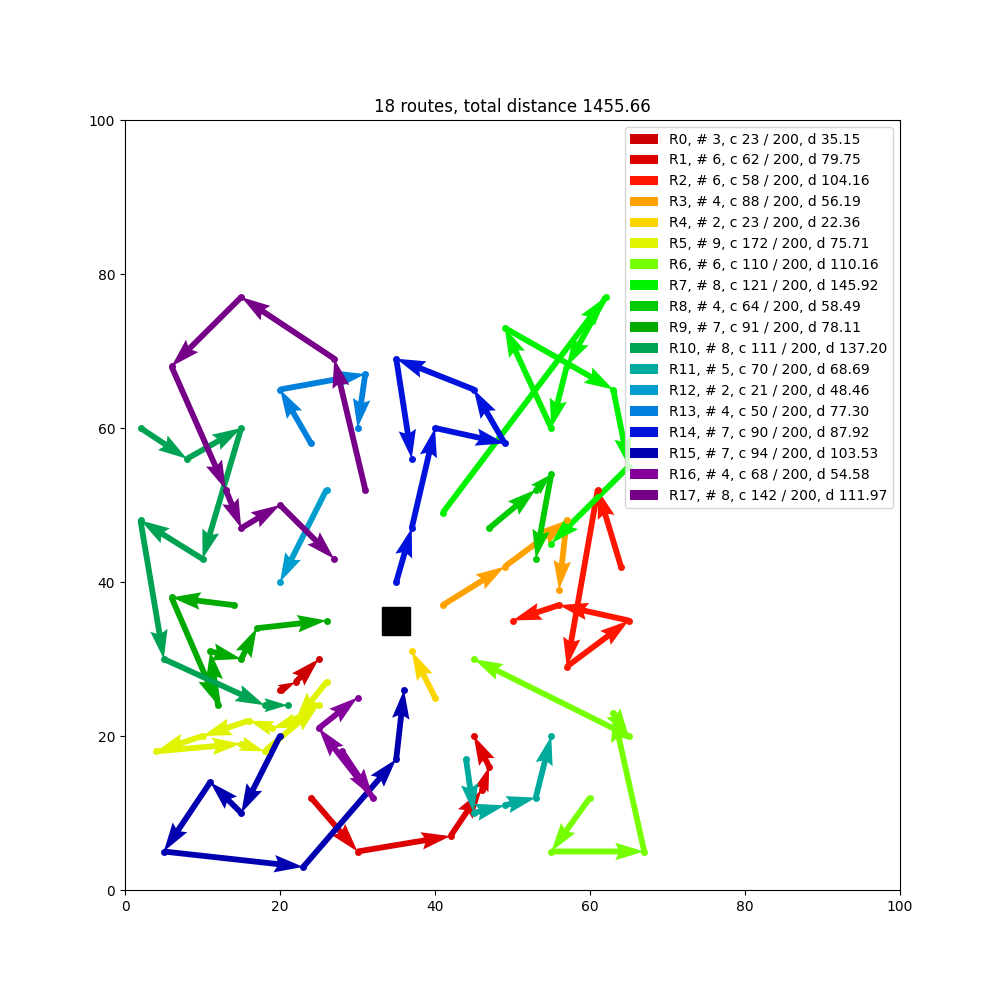 18 routes, total distance 1455.66
100
80
60
40
20
0
0 20 40 60 80 100
R0, # 3, c 23 / 200, d 35.15
R1, # 6, c 62 / 200, d 79.75
R2, # 6, c 58 / 200, d 104.16
R3, # 4, c 88 / 200, d 56.19
R4, # 2, c 23 / 200, d 22.36
R5, # 9, c 172 / 200, d 75.71
R6, # 6, c 110 / 200, d 110.16
R7, # 8, c 121 / 200, d 145.92
R8, # 4, c 64 / 200, d 58.49
R9, # 7, c 91 / 200, d 78.11
R10, # 8, c 111 / 200, d 137.20
R11, # 5, c 70 / 200, d 68.69
R12, # 2, c 21 / 200, d 48.46
R13, # 4, c 50 / 200, d 77.30
R14, # 7, c 90 / 200, d 87.92
R15, # 7, c 94 / 200, d 103.53
R16, # 4, c 68 / 200, d 54.58
R17, # 8, c 142 / 200, d 111.97